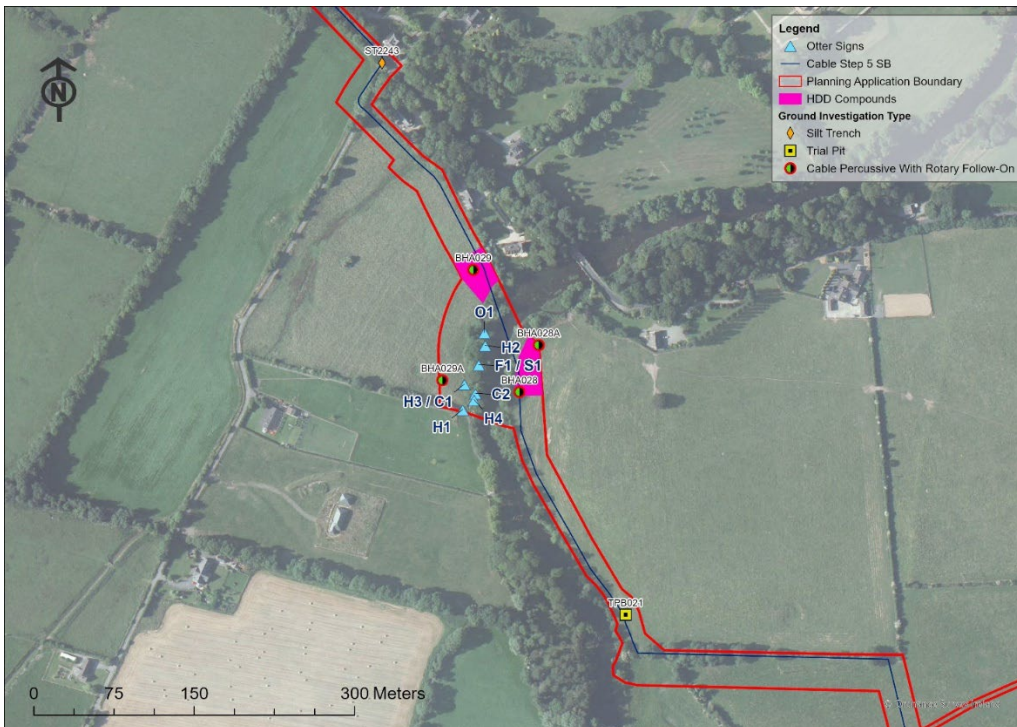 Legend
Otter Signs
Cable Step 5 SB
Planning Application Boundary
HDD Compounds
Ground Investigation Type
Silt Trench
Trial Pit
Cable Percussive With Rotary Follow-On
N
ST2243
BHA029
O1
H2
BHA028A
F1 / S1
BHA029A
BHA028
C2
H3 / C1
H4
H1
TPB021
0 75 150 300 Meters